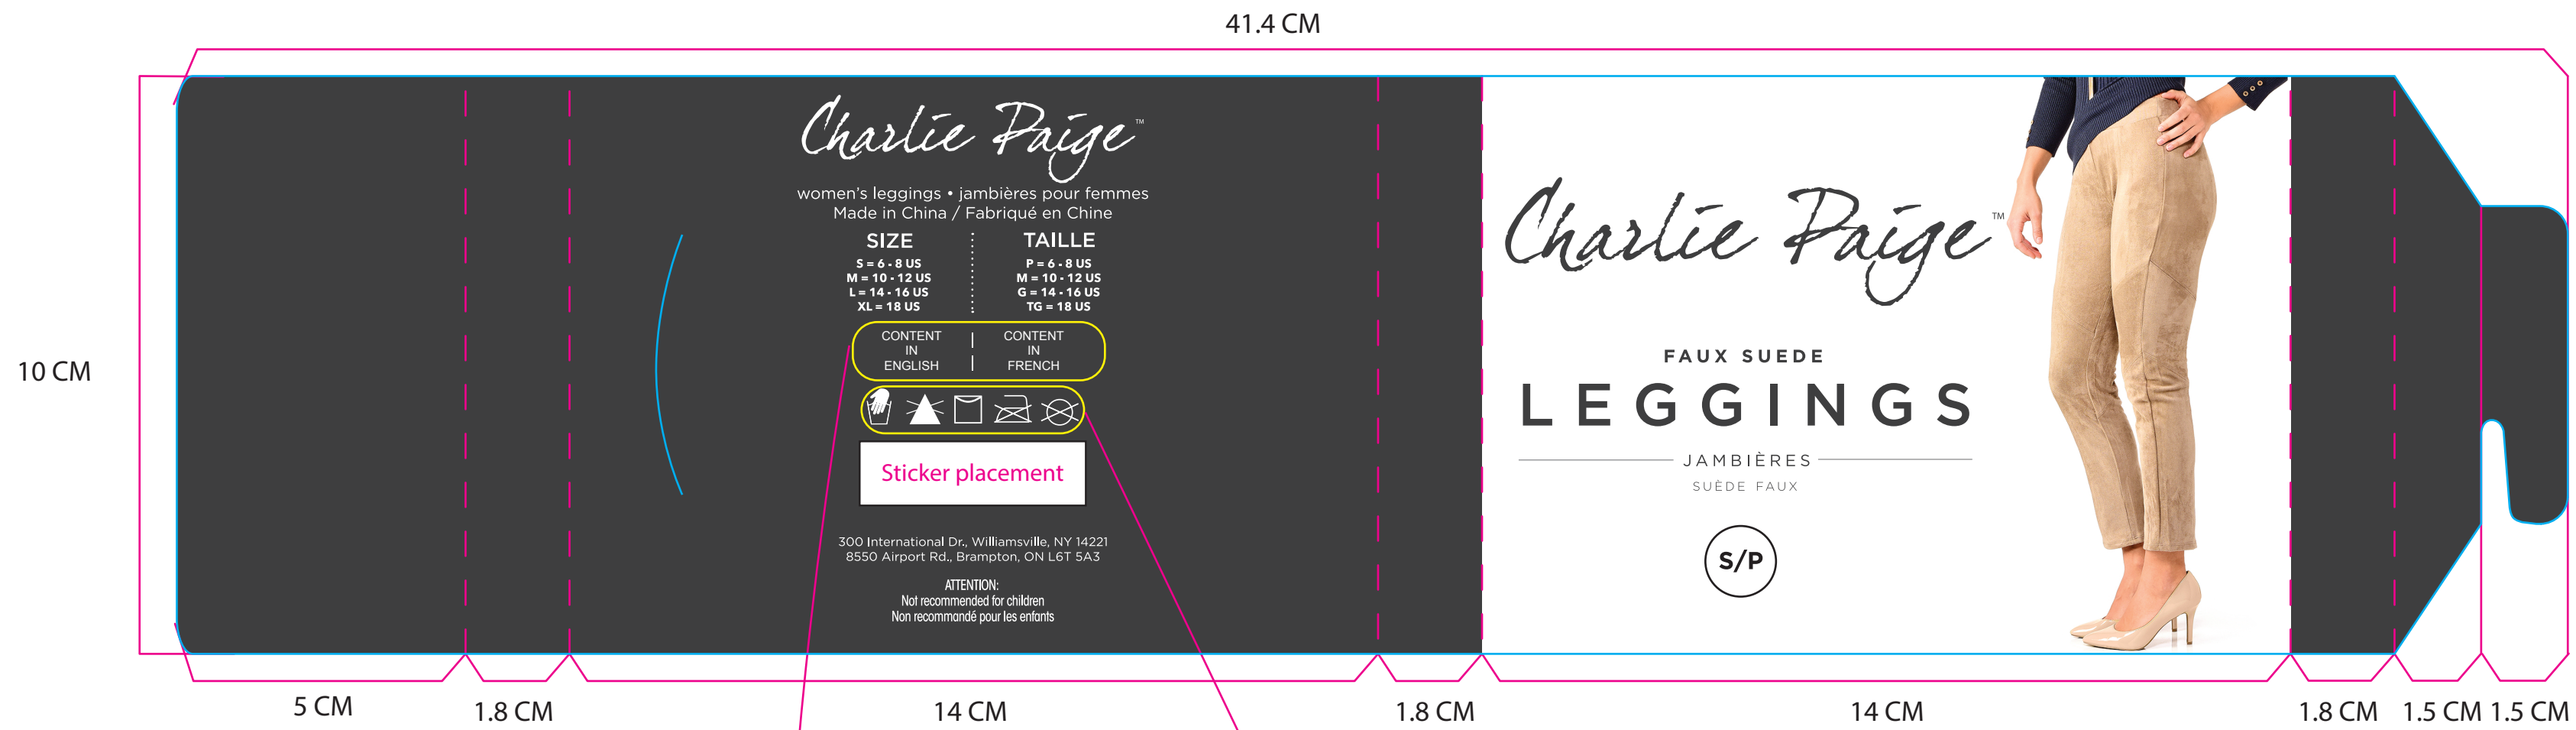 41.4 CM
10 CM
Charlie Paige™
women's leggings • jambières pour femmes
Made in China / Fabriqué en Chine
SIZE
S = 6 - 8 US
M = 10 - 12 US
L = 14 - 16 US
XL = 18 US
TAILLE
P = 6 - 8 US
M = 10 - 12 US
G = 14 - 16 US
TG = 18 US
CONTENT
IN
ENGLISH
CONTENT
IN
FRENCH
Sticker placement
300 International Dr., Williamsville, NY 14221
8550 Airport Rd., Brampton, ON L6T 5A3
ATTENTION:
Not recommended for children
Non recommandé pour les enfants
Charlie Paige™
FAUX SUEDE
LEGGINGS
JAMBIÈRES
SUÈDE FAUX
S/P
5 CM
1.8 CM
14 CM
1.8 CM
14 CM
1.8 CM
1.5 CM
1.5 CM